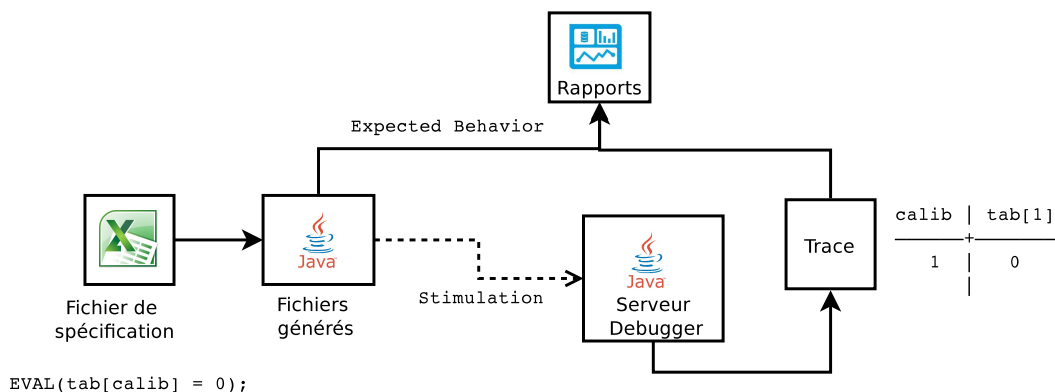 Rapports
Expected Behavior
calib | tab[1]
1 | 0
Java
Trace
Java
Stimulation
Fichier de
spécification
Fichiers
générés
Serveur
Debugger
EVAL(tab[calib] = 0);